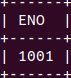 +------+
| ENO  |
+------+
| 1001 |